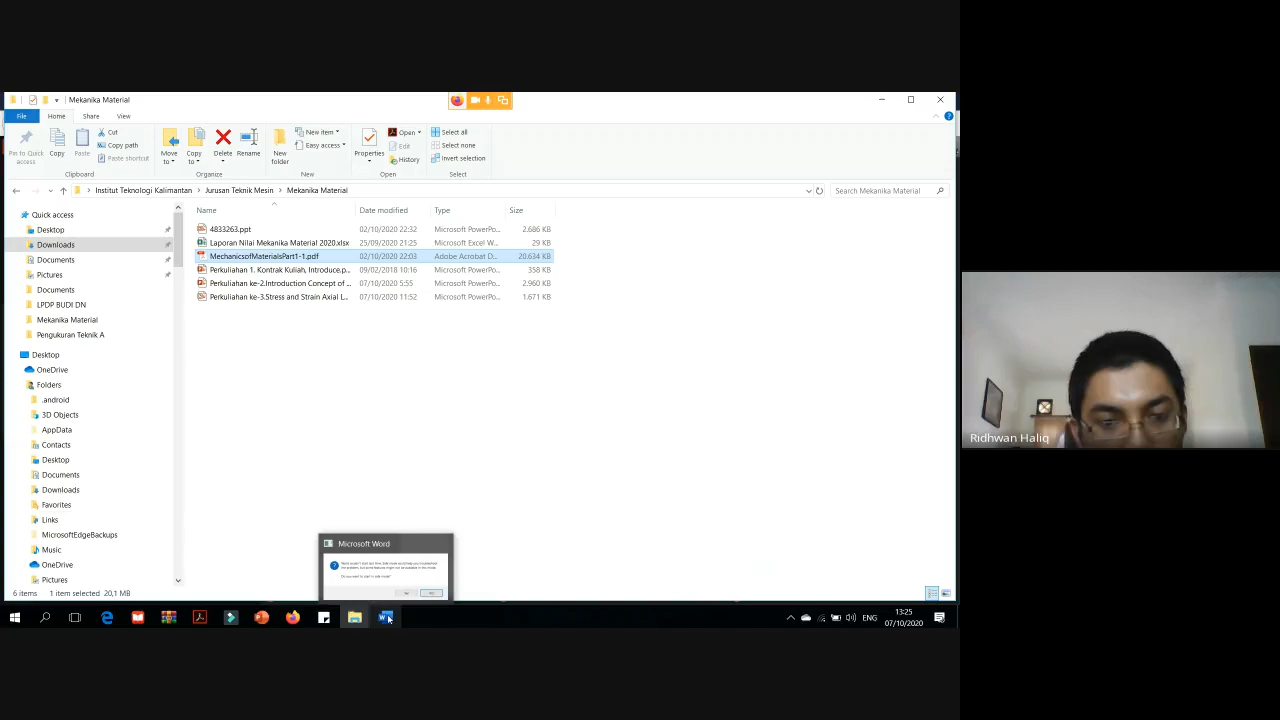 Mekanika Material
File
Home
Share
View
Pin to Quick access
Copy
Paste
Cut
Copy path
Paste shortcut
Clipboard
Move to
Copy to
Delete
Rename
Organize
New folder
New item
Easy access
New
Properties
Open
Edit
History
Open
Select all
Select none
Invert selection
Select
Institut Teknologi Kalimantan > Jurusan Teknik Mesin > Mekanika Material
Search Mekanika Material
Name Date modified Type Size
4833263.ppt 02/10/2020 22:32 Microsoft PowerPo... 2.686 KB
Laporan Nilai Mekanika Material 2020.xlsx 25/09/2020 21:25 Microsoft Excel W... 29 KB
MechanicsofMaterialsPart1-1.pdf 02/10/2020 22:03 Adobe Acrobat D... 20.634 KB
Perkuliahan 1. Kontrak Kuliah, Introduce.p... 09/02/2018 10:16 Microsoft PowerPo... 358 KB
Perkuliahan ke-2.Introduction Concept of ... 07/10/2020 5:55 Microsoft PowerPo... 2.960 KB
Perkuliahan ke-3.Stress and Strain Axial L... 07/10/2020 11:52 Microsoft PowerPo... 1.671 KB
Quick access
Desktop
Downloads
Documents
Pictures
Documents
LPDP BUDI DN
Mekanika Material
Pengukuran Teknik A
Desktop
OneDrive
Folders
.android
3D Objects
AppData
Contacts
Desktop
Documents
Downloads
Favorites
Links
MicrosoftEdgeBackups
Music
OneDrive
Pictures
6 items 1 item selected 20,1 MB
Microsoft Word
Do you want to start in safe mode?
ENG
13:25
07/10/2020
Ridhwan Haliq